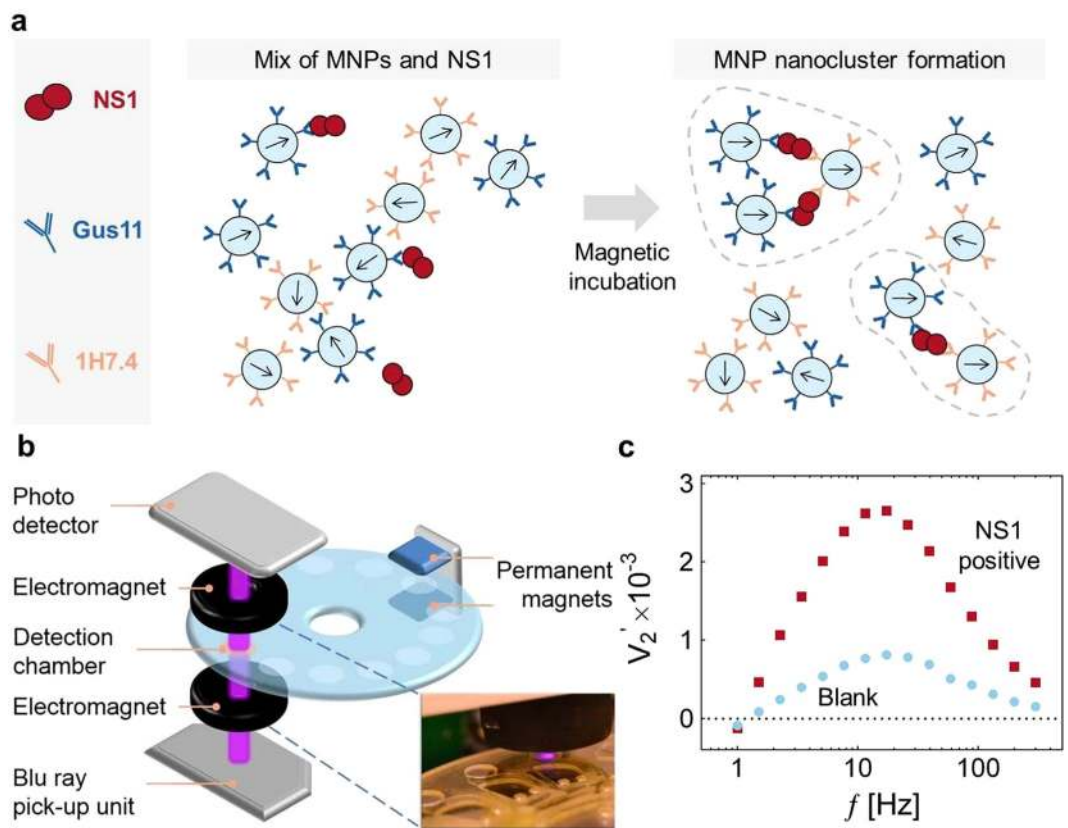 a
Mix of MNPs and NS1
MNP nanocluster formation
NS1
Gus11
1H7.4
Magnetic
incubation
b
Photo
detector
Electromagnet
Detection
chamber
Electromagnet
Blu ray
pick-up unit
Permanent
magnets
c
V₂' ×10⁻³
3
2
1
0
NS1
positive
Blank
1
10
100
f [Hz]